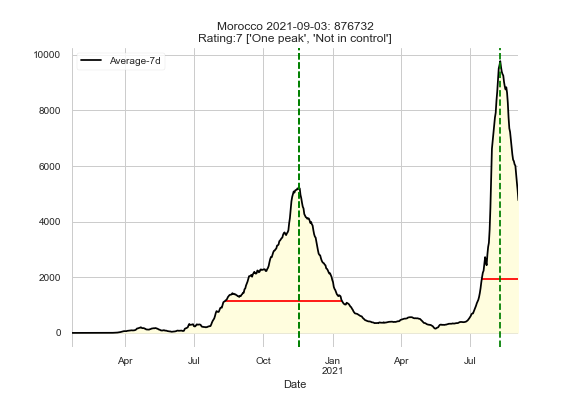 Morocco 2021-09-03: 876732
Rating:7 ['One peak', 'Not in control']
Average-7d
10000
8000
6000
4000
2000
0
Apr
Jul
Oct
Jan
2021
Apr
Jul
Date